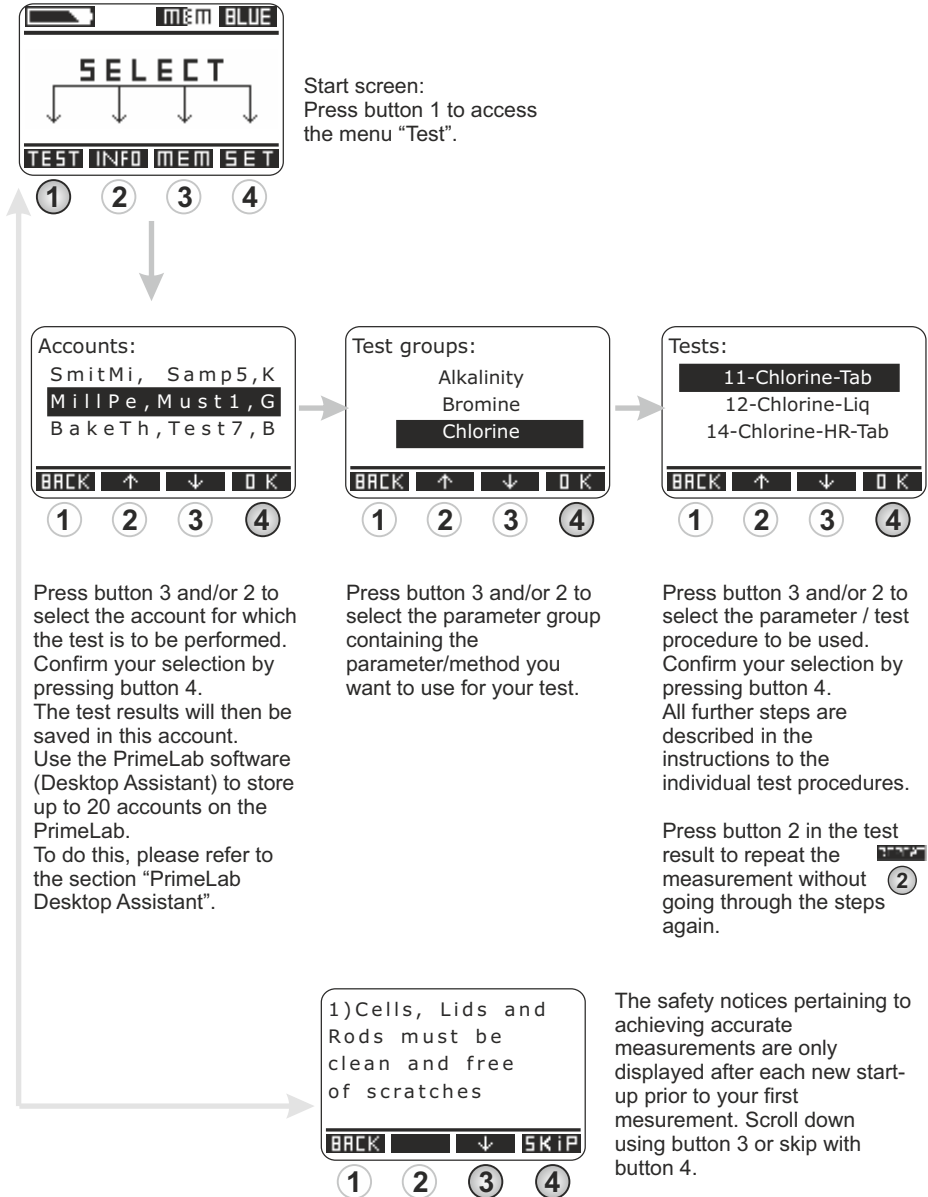 MEM BLUE
SELECT
TEST INFO MEM SET
1 2 3 4
Start screen:
Press button 1 to access
the menu “Test”.
Accounts:
SmitMi, Samp5,K
MillPe,Must1,G
BakeTh,Test7,B
BACK ↑ ↓ OK
1 2 3 4
Test groups:
Alkalinity
Bromine
Chlorine
BACK ↑ ↓ OK
1 2 3 4
Tests:
11-Chlorine-Tab
12-Chlorine-Liq
14-Chlorine-HR-Tab
BACK ↑ ↓ OK
1 2 3 4
Press button 3 and/or 2 to
select the account for which
the test is to be performed.
Confirm your selection by
pressing button 4.
The test results will then be
saved in this account.
Use the PrimeLab software
(Desktop Assistant) to store
up to 20 accounts on the
PrimeLab.
To do this, please refer to
the section “PrimeLab
Desktop Assistant”.
Press button 3 and/or 2 to
select the parameter group
containing the
parameter/method you
want to use for your test.
Press button 3 and/or 2 to
select the parameter / test
procedure to be used.
Confirm your selection by
pressing button 4.
All further steps are
described in the
instructions to the
individual test procedures.
Press button 2 in the test
result to repeat the
measurement without
going through the steps
again.
2
1)Cells, Lids and
Rods must be
clean and free
of scratches
BACK ↓ SKiP
1 2 3 4
The safety notices pertaining to
achieving accurate
measurements are only
displayed after each new start-
up prior to your first
mesurement. Scroll down
using button 3 or skip with
button 4.